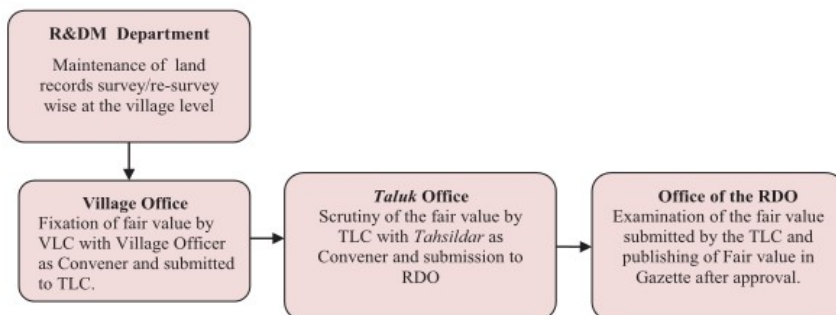 R&DM Department
Maintenance of land
records survey/re-survey
wise at the village level
Village Office
Fixation of fair value by
VLC with Village Officer
as Convener and submitted
to TLC.
Taluk Office
Scrutiny of the fair value by
TLC with Tahsildar as
Convener and submission to
RDO
Office of the RDO
Examination of the fair value
submitted by the TLC and
publishing of Fair value in
Gazette after approval.